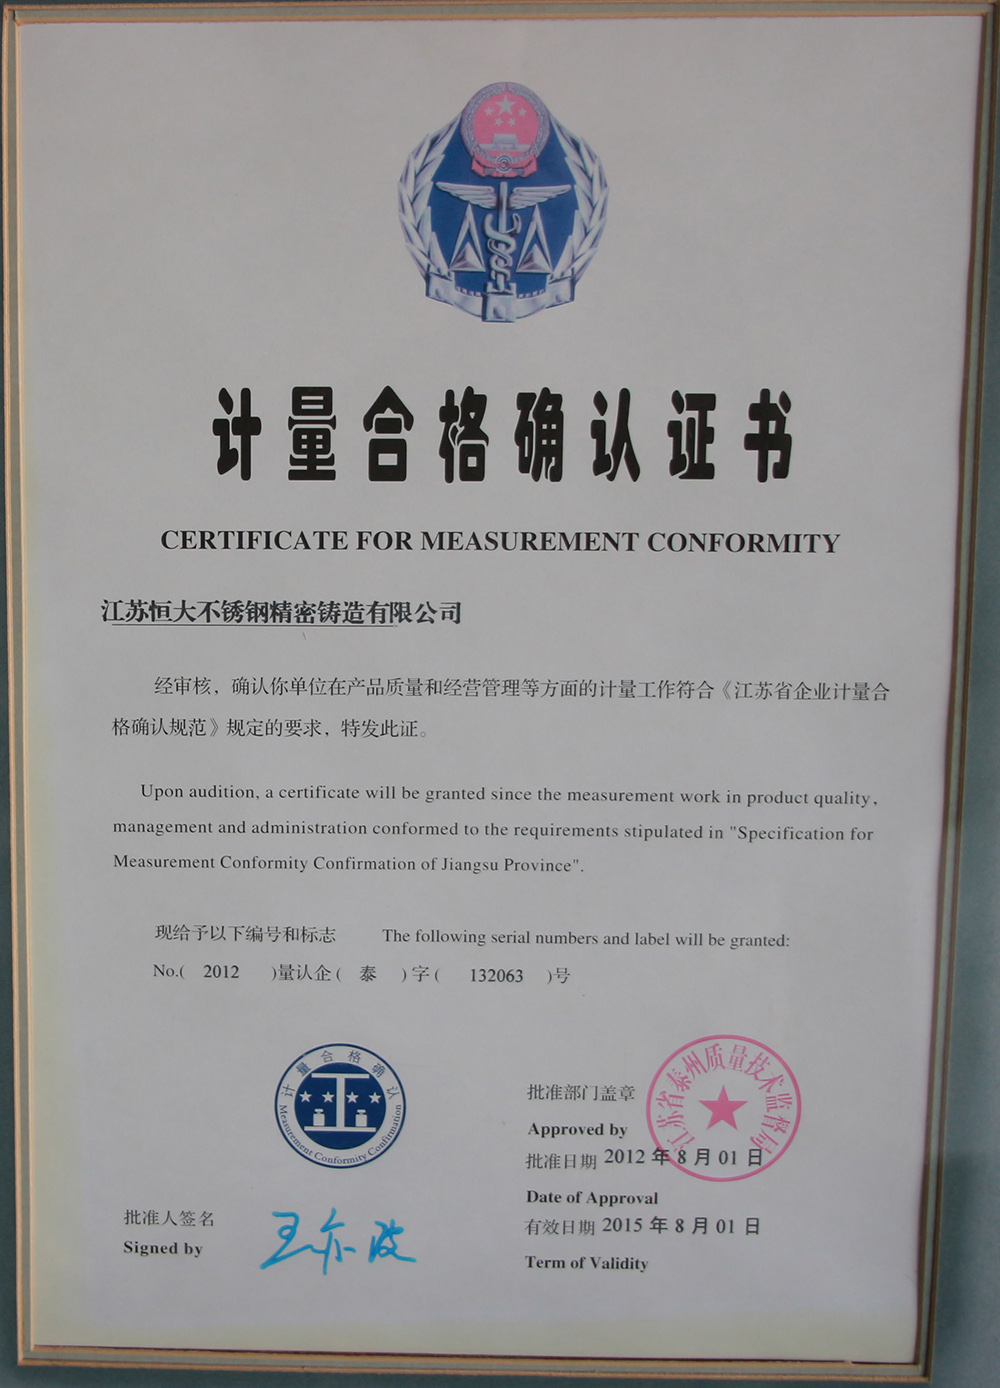 计量合格确认证书
CERTIFICATE FOR MEASUREMENT CONFORMITY
江苏恒大不锈钢精密铸造有限公司
经审核，确认你单位在产品质量和经营管理等方面的计量工作符合《江苏省企业计量合
格确认规范》规定的要求，特发此证。
Upon audition, a certificate will be granted since the measurement work in product quality,
management and administration conformed to the requirements stipulated in "Specification for
Measurement Conformity Confirmation of Jiangsu Province".
现给予以下编号和标志 The following serial numbers and label will be granted:
No.( 2012 )量认企( 泰 )字( 132063 )号
计量合格确认
Measurement Conformity Confirmation
江苏省泰州质量技术监督局
批准部门盖章
Approved by
批准日期 2012 年 8 月 01 日
Date of Approval
有效日期 2015 年 8 月 01 日
Term of Validity
批准人签名
Signed by
王亦波